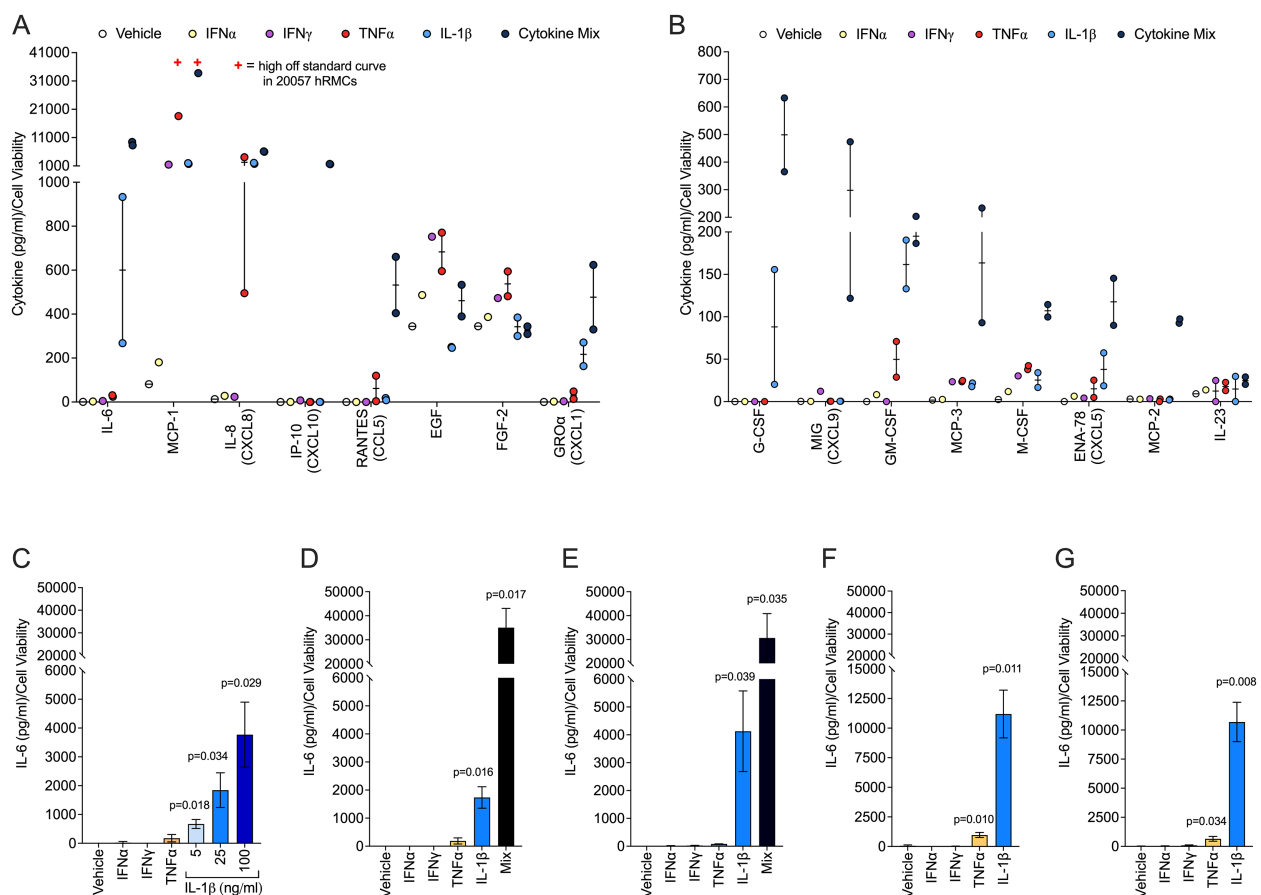 A
Vehicle IFNα IFNγ TNFα IL-1β Cytokine Mix
+ = high off standard curve
in 20057 hRMCs
Cytokine (pg/ml)/Cell Viability
41000
31000
21000
11000
1000
1000
800
600
400
200
0
IL-6
MCP-1
IL-8
(CXCL8)
IP-10
(CXCL10)
RANTES
(CCL5)
EGF
FGF-2
GROα
(CXCL1)
B
Vehicle IFNα IFNγ TNFα IL-1β Cytokine Mix
Cytokine (pg/ml)/Cell Viability
800
700
600
500
400
300
200
200
150
100
50
0
G-CSF
MIG
(CXCL9)
GM-CSF
MCP-3
M-CSF
ENA-78
(CXCL5)
MCP-2
IL-23
C
IL-6 (pg/ml)/Cell Viability
50000
40000
30000
20000
6000
5000
4000
3000
2000
1000
0
p=0.018
p=0.034
p=0.029
Vehicle
IFNα
IFNγ
TNFα
5
25
100
IL-1β (ng/ml)
D
IL-6 (pg/ml)/Cell Viability
50000
40000
30000
20000
6000
5000
4000
3000
2000
1000
0
p=0.016
p=0.017
Vehicle
IFNα
IFNγ
TNFα
IL-1β
Mix
E
IL-6 (pg/ml)/Cell Viability
50000
40000
30000
20000
6000
5000
4000
3000
2000
1000
0
p=0.039
p=0.035
Vehicle
IFNα
IFNγ
TNFα
IL-1β
Mix
F
IL-6 (pg/ml)/Cell Viability
50000
40000
30000
20000
15000
12500
10000
7500
5000
2500
0
p=0.010
p=0.011
Vehicle
IFNα
IFNγ
TNFα
IL-1β
G
IL-6 (pg/ml)/Cell Viability
50000
40000
30000
20000
15000
12500
10000
7500
5000
2500
0
p=0.034
p=0.008
Vehicle
IFNα
IFNγ
TNFα
IL-1β